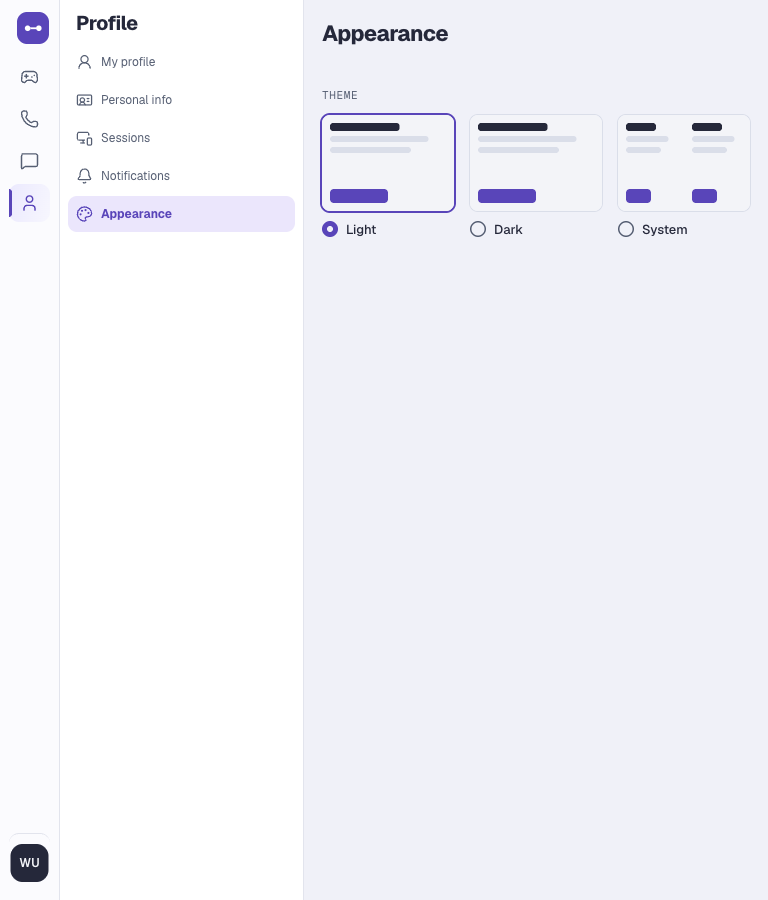 Profile
My profile
Personal info
Sessions
Notifications
Appearance
WU
Appearance
THEME
Light
Dark
System